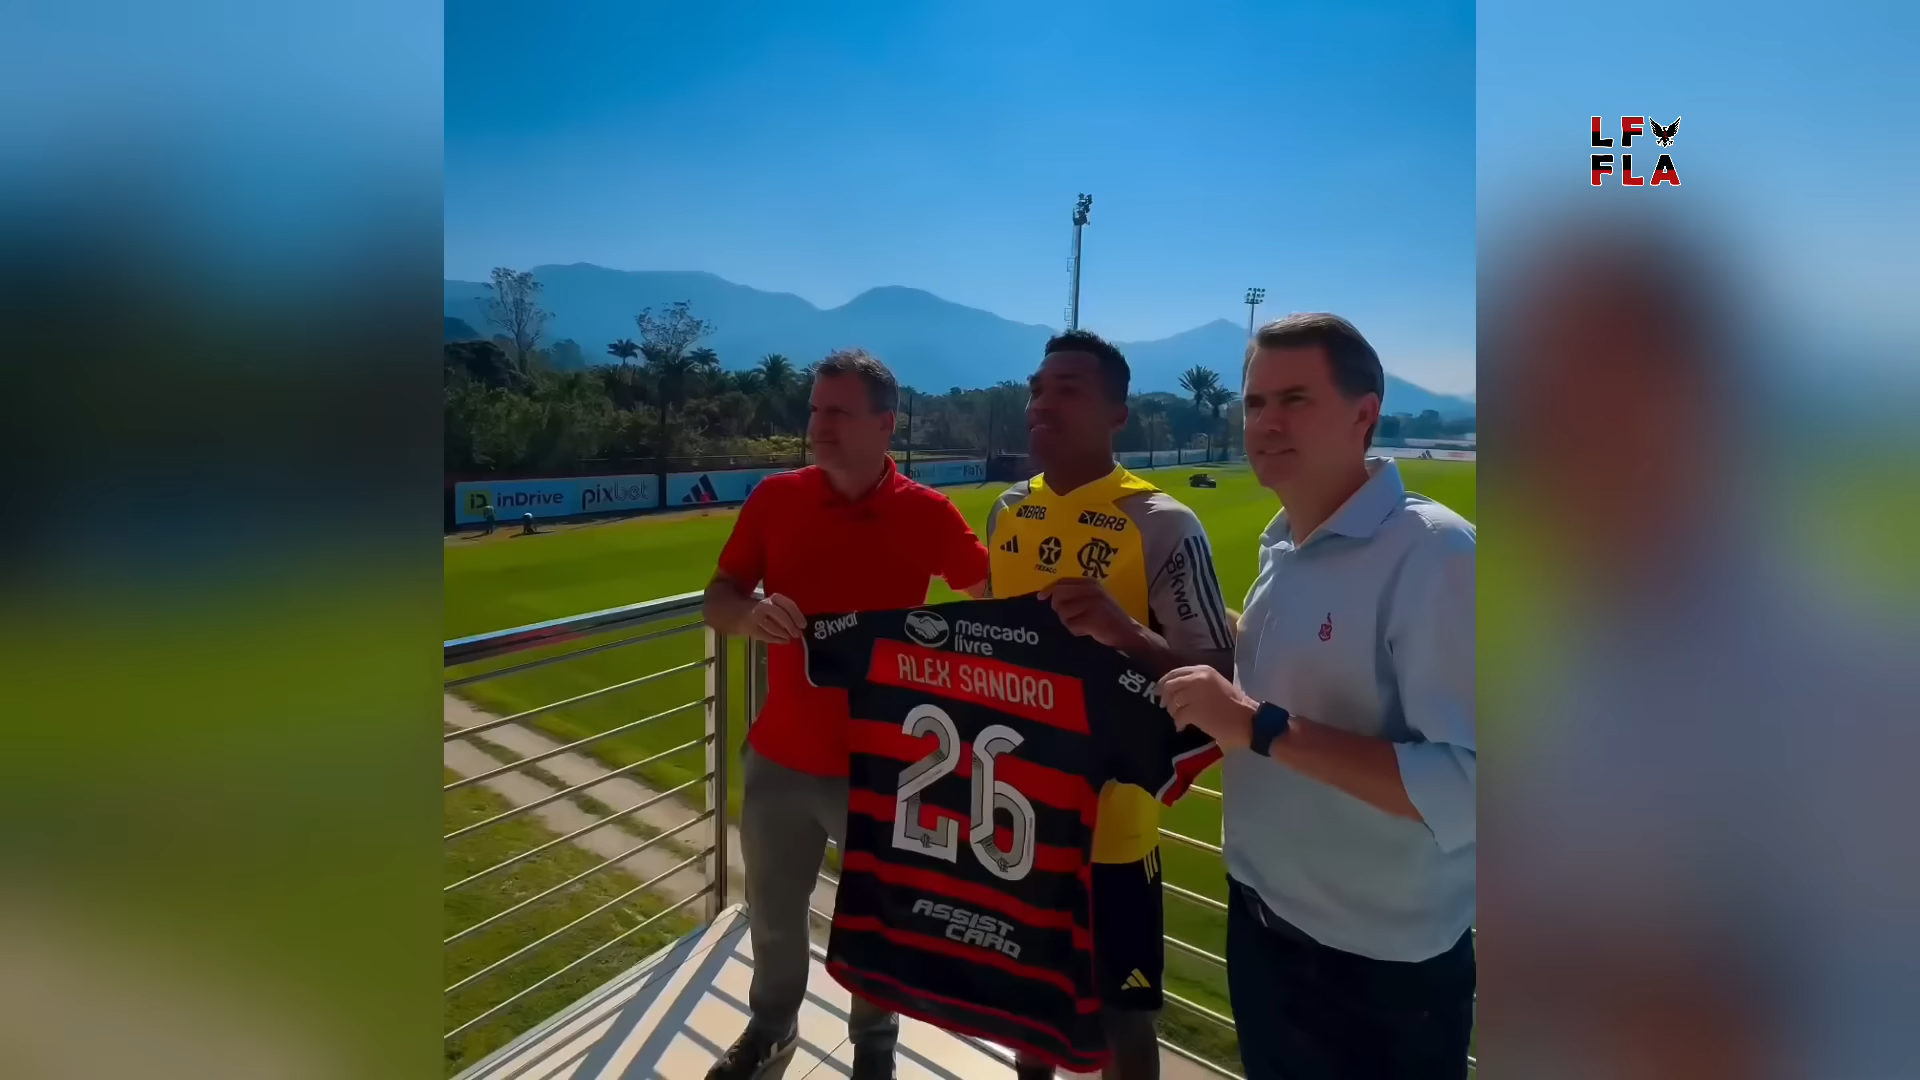 LF
FLA
inDrive pixbet
BRB BRB
kwai
kwai
mercado
livre
ALEX SANDRO
26
ASSIST
CARD